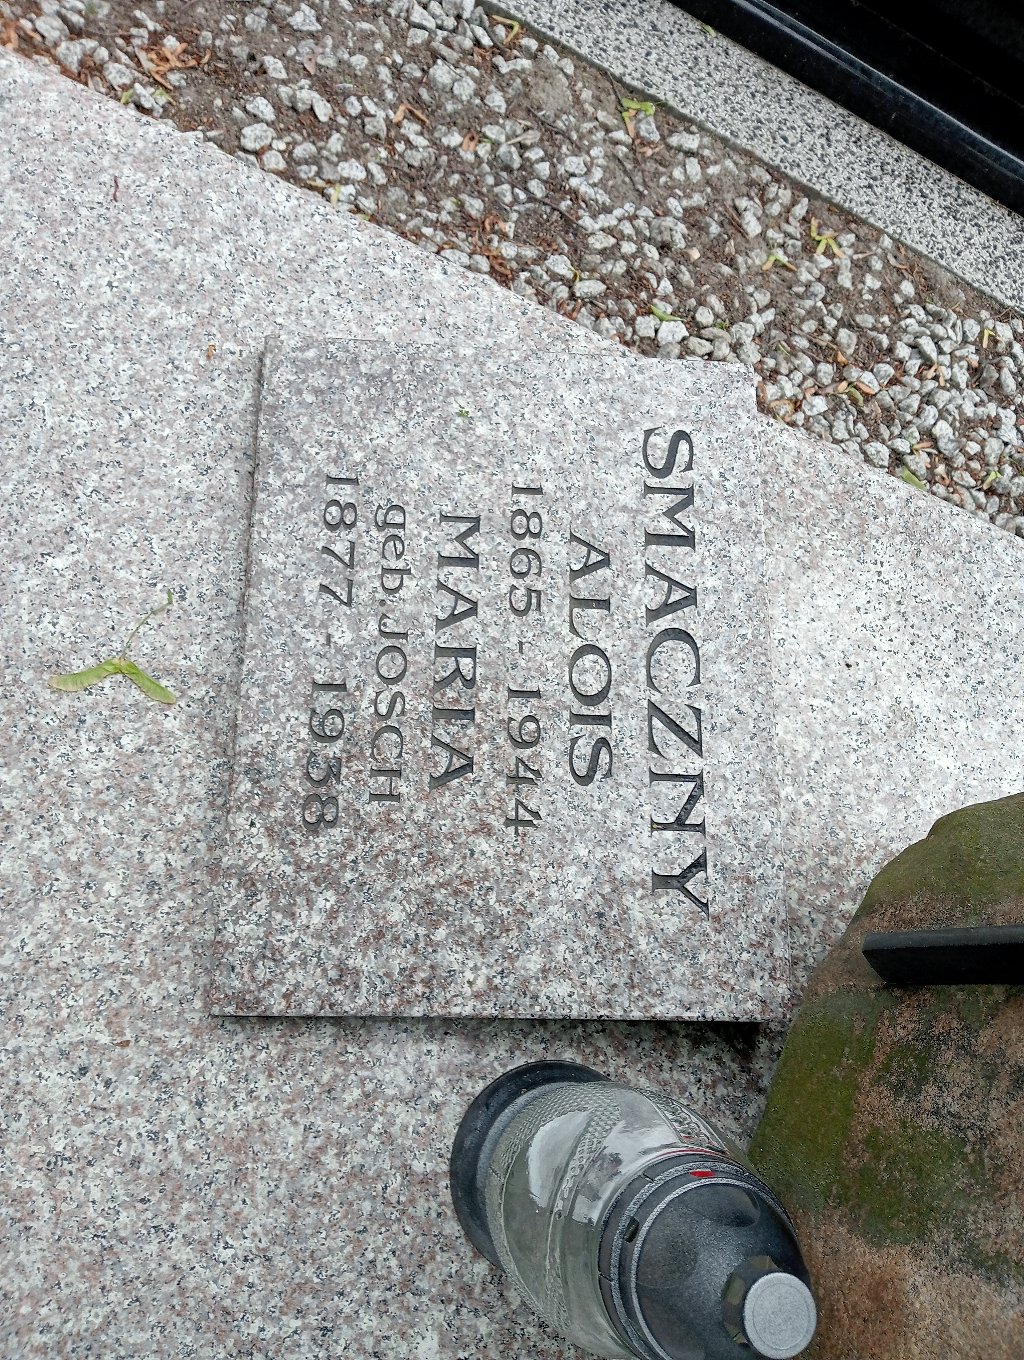 SMACZNY
ALOIS
1865 - 1944
MARIA
geb. JOSCH
1877 - 1938